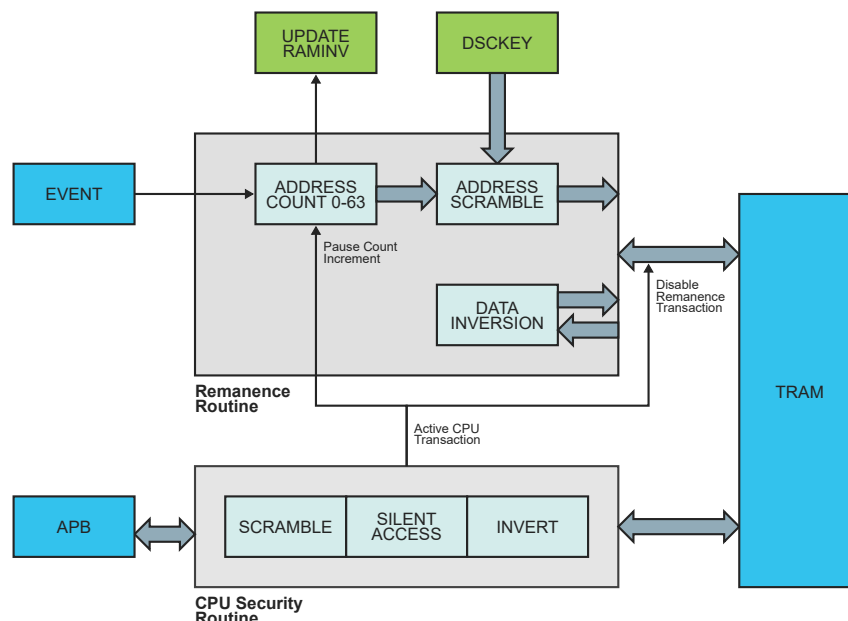 UPDATE
RAMINV
DSCKEY
EVENT
ADDRESS
COUNT 0-63
ADDRESS
SCRAMBLE
Pause Count
Increment
Disable
Remanence
Transaction
DATA
INVERSION
Remanence
Routine
TRAM
Active CPU
Transaction
APB
SCRAMBLE
SILENT
ACCESS
INVERT
CPU Security
Routine